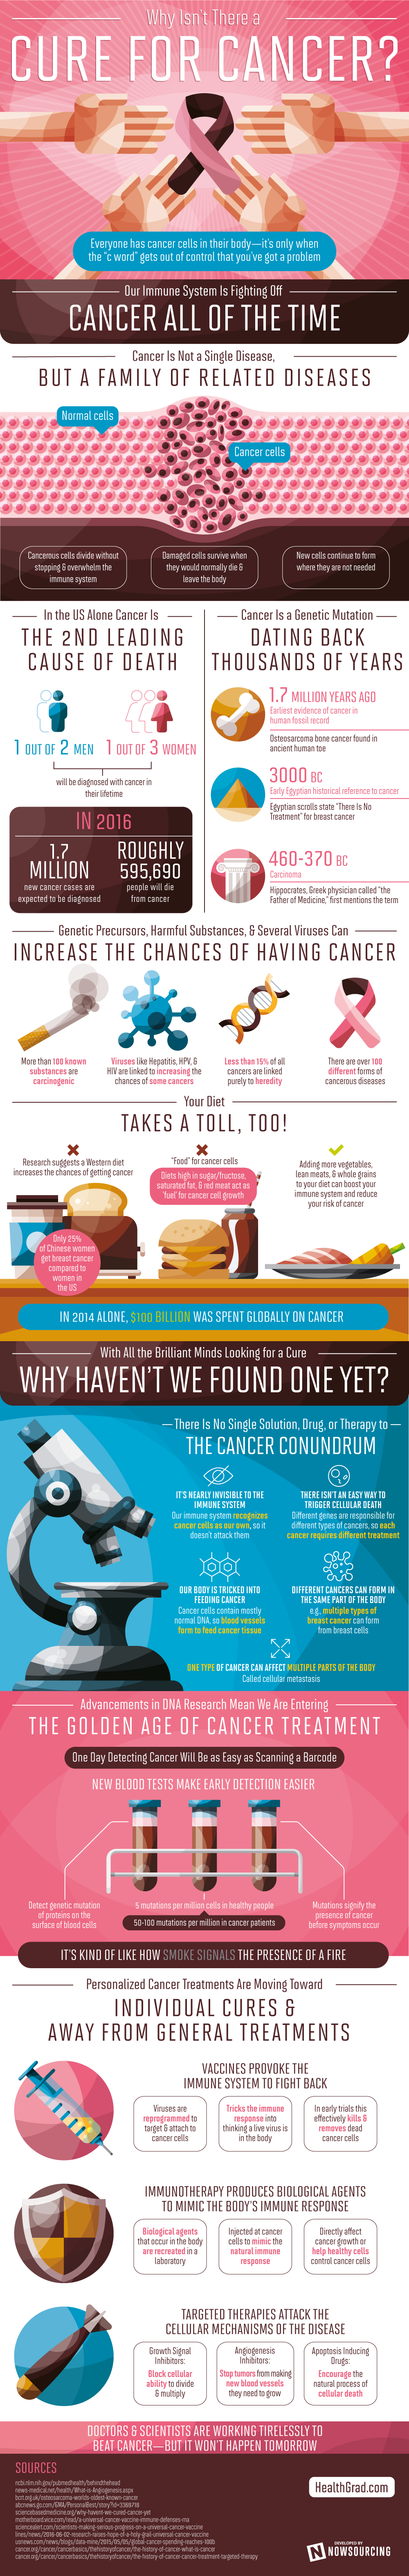 Why Isn't There a
CURE FOR CANCER?
Everyone has cancer cells in their body—it's only when
the "c word" gets out of control that you've got a problem
Our Immune System Is Fighting Off
CANCER ALL OF THE TIME
Cancer Is Not a Single Disease,
BUT A FAMILY OF RELATED DISEASES
Normal cells
Cancer cells
Cancerous cells divide without
stopping & overwhelm the
immune system
Damaged cells survive when
they would normally die &
leave the body
New cells continue to form
where they are not needed
In the US Alone Cancer Is
THE 2ND LEADING
CAUSE OF DEATH
1 OUT OF 2 MEN
1 OUT OF 3 WOMEN
will be diagnosed with cancer in
their lifetime
IN 2016
1.7
MILLION
new cancer cases are
expected to be diagnosed
ROUGHLY
595,690
people will die
from cancer
Cancer Is a Genetic Mutation
DATING BACK
THOUSANDS OF YEARS
1.7 MILLION YEARS AGO
Earliest evidence of cancer in
human fossil record
Osteosarcoma bone cancer found in
ancient human toe
3000 BC
Early Egyptian historical reference to cancer
Egyptian scrolls state "There Is No
Treatment" for breast cancer
460-370 BC
Carcinoma
Hippocrates, Greek physician called "the
Father of Medicine," first mentions the term
Genetic Precursors, Harmful Substances, & Several Viruses Can
INCREASE THE CHANCES OF HAVING CANCER
More than 100 known
substances are
carcinogenic
Viruses like Hepatitis, HPV, &
HIV are linked to increasing the
chances of some cancers
Less than 15% of all
cancers are linked
purely to heredity
There are over 100
different forms of
cancerous diseases
Your Diet
TAKES A TOLL, TOO!
Research suggests a Western diet
increases the chances of getting cancer
Only 25%
of Chinese women
get breast cancer
compared to
women in
the US
"Food" for cancer cells
Diets high in sugar/fructose,
saturated fat, & red meat act as
'fuel' for cancer cell growth
Adding more vegetables,
lean meats, & whole grains
to your diet can boost your
immune system and reduce
your risk of cancer
IN 2014 ALONE, $100 BILLION WAS SPENT GLOBALLY ON CANCER
With All the Brilliant Minds Looking for a Cure
WHY HAVEN'T WE FOUND ONE YET?
There Is No Single Solution, Drug, or Therapy to
THE CANCER CONUNDRUM
IT'S NEARLY INVISIBLE TO THE
IMMUNE SYSTEM
Our immune system recognizes
cancer cells as our own, so it
doesn't attack them
THERE ISN'T AN EASY WAY TO
TRIGGER CELLULAR DEATH
Different genes are responsible for
different types of cancers, so each
cancer requires different treatment
OUR BODY IS TRICKED INTO
FEEDING CANCER
Cancer cells contain mostly
normal DNA, so blood vessels
form to feed cancer tissue
DIFFERENT CANCERS CAN FORM IN
THE SAME PART OF THE BODY
e.g., multiple types of
breast cancer can form
from breast cells
ONE TYPE OF CANCER CAN AFFECT MULTIPLE PARTS OF THE BODY
Called cellular metastasis
Advancements in DNA Research Mean We Are Entering
THE GOLDEN AGE OF CANCER TREATMENT
One Day Detecting Cancer Will Be as Easy as Scanning a Barcode
NEW BLOOD TESTS MAKE EARLY DETECTION EASIER
Detect genetic mutation
of proteins on the
surface of blood cells
5 mutations per million cells in healthy people
50-100 mutations per million in cancer patients
Mutations signify the
presence of cancer
before symptoms occur
IT'S KIND OF LIKE HOW SMOKE SIGNALS THE PRESENCE OF A FIRE
Personalized Cancer Treatments Are Moving Toward
INDIVIDUAL CURES &
AWAY FROM GENERAL TREATMENTS
VACCINES PROVOKE THE
IMMUNE SYSTEM TO FIGHT BACK
Viruses are
reprogrammed to
target & attach to
cancer cells
Tricks the immune
response into
thinking a live virus is
in the body
In early trials this
effectively kills &
removes dead
cancer cells
IMMUNOTHERAPY PRODUCES BIOLOGICAL AGENTS
TO MIMIC THE BODY'S IMMUNE RESPONSE
Biological agents
that occur in the body
are recreated in a
laboratory
Injected at cancer
cells to mimic the
natural immune
response
Directly affect
cancer growth or
help healthy cells
control cancer cells
TARGETED THERAPIES ATTACK THE
CELLULAR MECHANISMS OF THE DISEASE
Growth Signal
Inhibitors:
Block cellular
ability to divide
& multiply
Angiogenesis
Inhibitors:
Stop tumors from making
new blood vessels
they need to grow
Apoptosis Inducing
Drugs:
Encourage the
natural process of
cellular death
DOCTORS & SCIENTISTS ARE WORKING TIRELESSLY TO
BEAT CANCER—BUT IT WON'T HAPPEN TOMORROW
SOURCES
ncbi.nlm.nih.gov/pubmedhealth/behindthehead
news-medical.net/health/What-is-Angiogenesis.aspx
bcrt.org.uk/osteosarcoma-worlds-oldest-known-cancer
abcnews.go.com/GMA/PersonalBest/story?id=3368718
sciencebasedmedicine.org/why-havent-we-cured-cancer-yet
motherboard.vice.com/read/a-universal-cancer-vaccine-immune-defenses-rna
sciencealert.com/scientists-making-serious-progress-on-a-universal-cancer-vaccine
usnews.com/news/blogs/data-mine/2015/05/05/global-cancer-spending-reaches-100b
cancer.org/cancer/cancerbasics/thehistoryofcancer/the-history-of-cancer-what-is-cancer
cancer.org/cancer/cancerbasics/thehistoryofcancer/the-history-of-cancer-cancer-treatment-targeted-therapy
HealthGrad.com
DEVELOPED BY
N NOWSOURCING